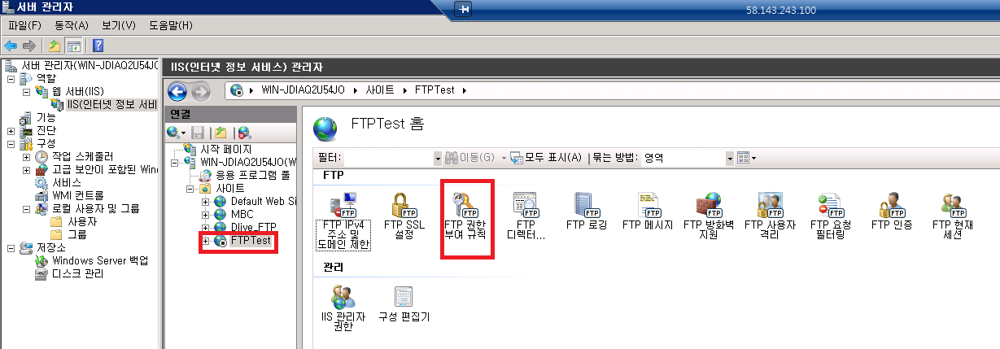 서버 관리자
58.143.243.100
파일(F) 동작(A) 보기(V) 도움말(H)
서버 관리자(WIN-JDIAQ2U54JO
역할
웹 서버(IIS)
IIS(인터넷 정보 서비
기능
진단
구성
작업 스케줄러
고급 보안이 포함된 Wind
서비스
WMI 컨트롤
로컬 사용자 및 그룹
사용자
그룹
저장소
Windows Server 백업
디스크 관리
IIS(인터넷 정보 서비스) 관리자
WIN-JDIAQ2U54JO 사이트 FTPTest
연결
시작 페이지
WIN-JDIAQ2U54JO(W
응용 프로그램 풀
사이트
Default Web Si
MBC
Dlive_FTP
FTPTest
FTPTest 홈
필터: 이동(G) 모두 표시(A) 묶는 방법: 영역
FTP
FTP IPv4 주소 및 도메인 제한
FTP SSL 설정
FTP 권한 부여 규칙
FTP 디렉터...
FTP 로깅
FTP 메시지
FTP 방화벽 지원
FTP 사용자 격리
FTP 요청 필터링
FTP 인증
FTP 현재 세션
관리
IIS 관리자 권한
구성 편집기